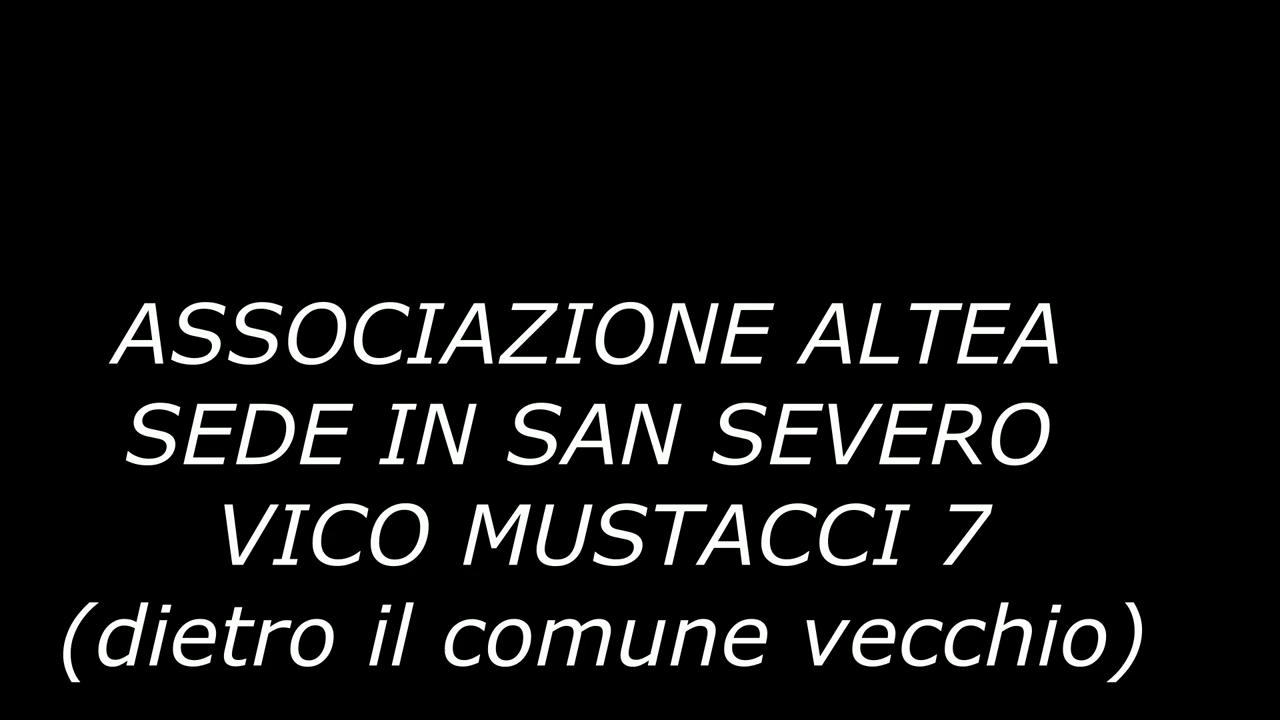 ASSOCIAZIONE ALTEA
SEDE IN SAN SEVERO
VICO MUSTACCI 7
(dietro il comune vecchio)